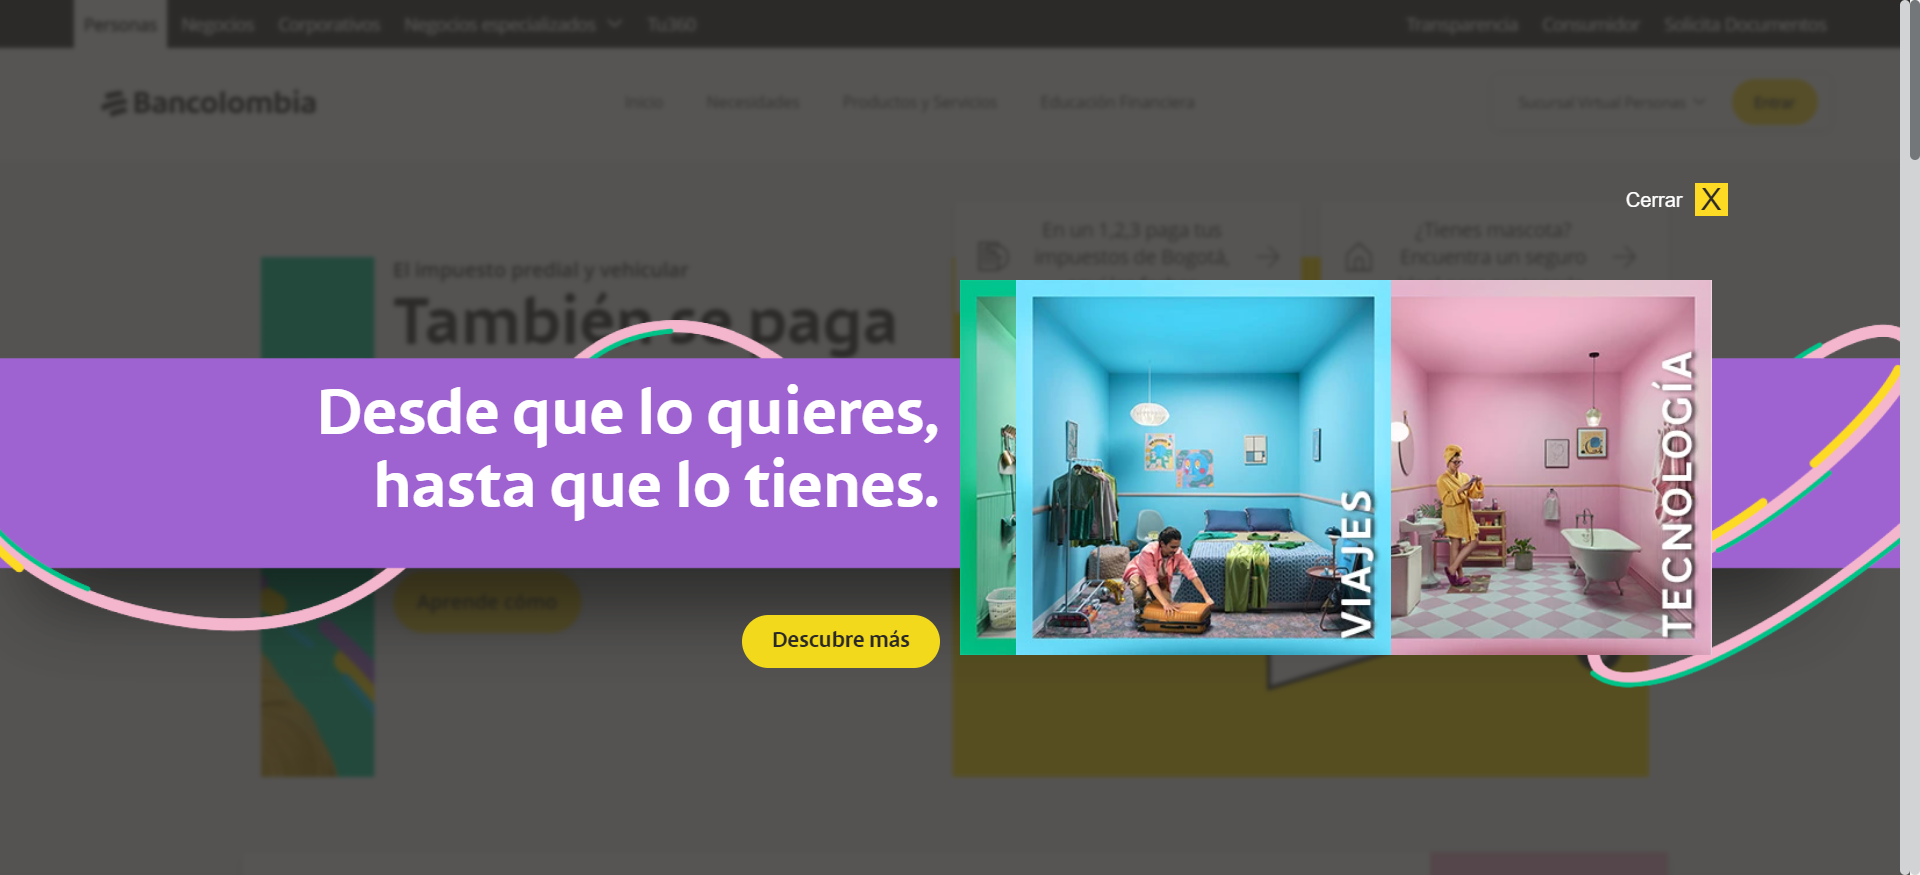 Personas Negocios Corporativos Negocios especializados Tu360 Transparencia Consumidor Solicita Documentos
Bancolombia Inicio Necesidades Productos y Servicios Educación Financiera Sucursal Virtual Personas Entrar
Cerrar X
En un 1,2,3 paga tus
impuestos de Bogotá,
¿Tienes mascota?
Encuentra un seguro
El impuesto predial y vehicular
También se paga
Desde que lo quieres,
hasta que lo tienes.
VIAJES
TECNOLOGÍA
Aprende cómo
Descubre más